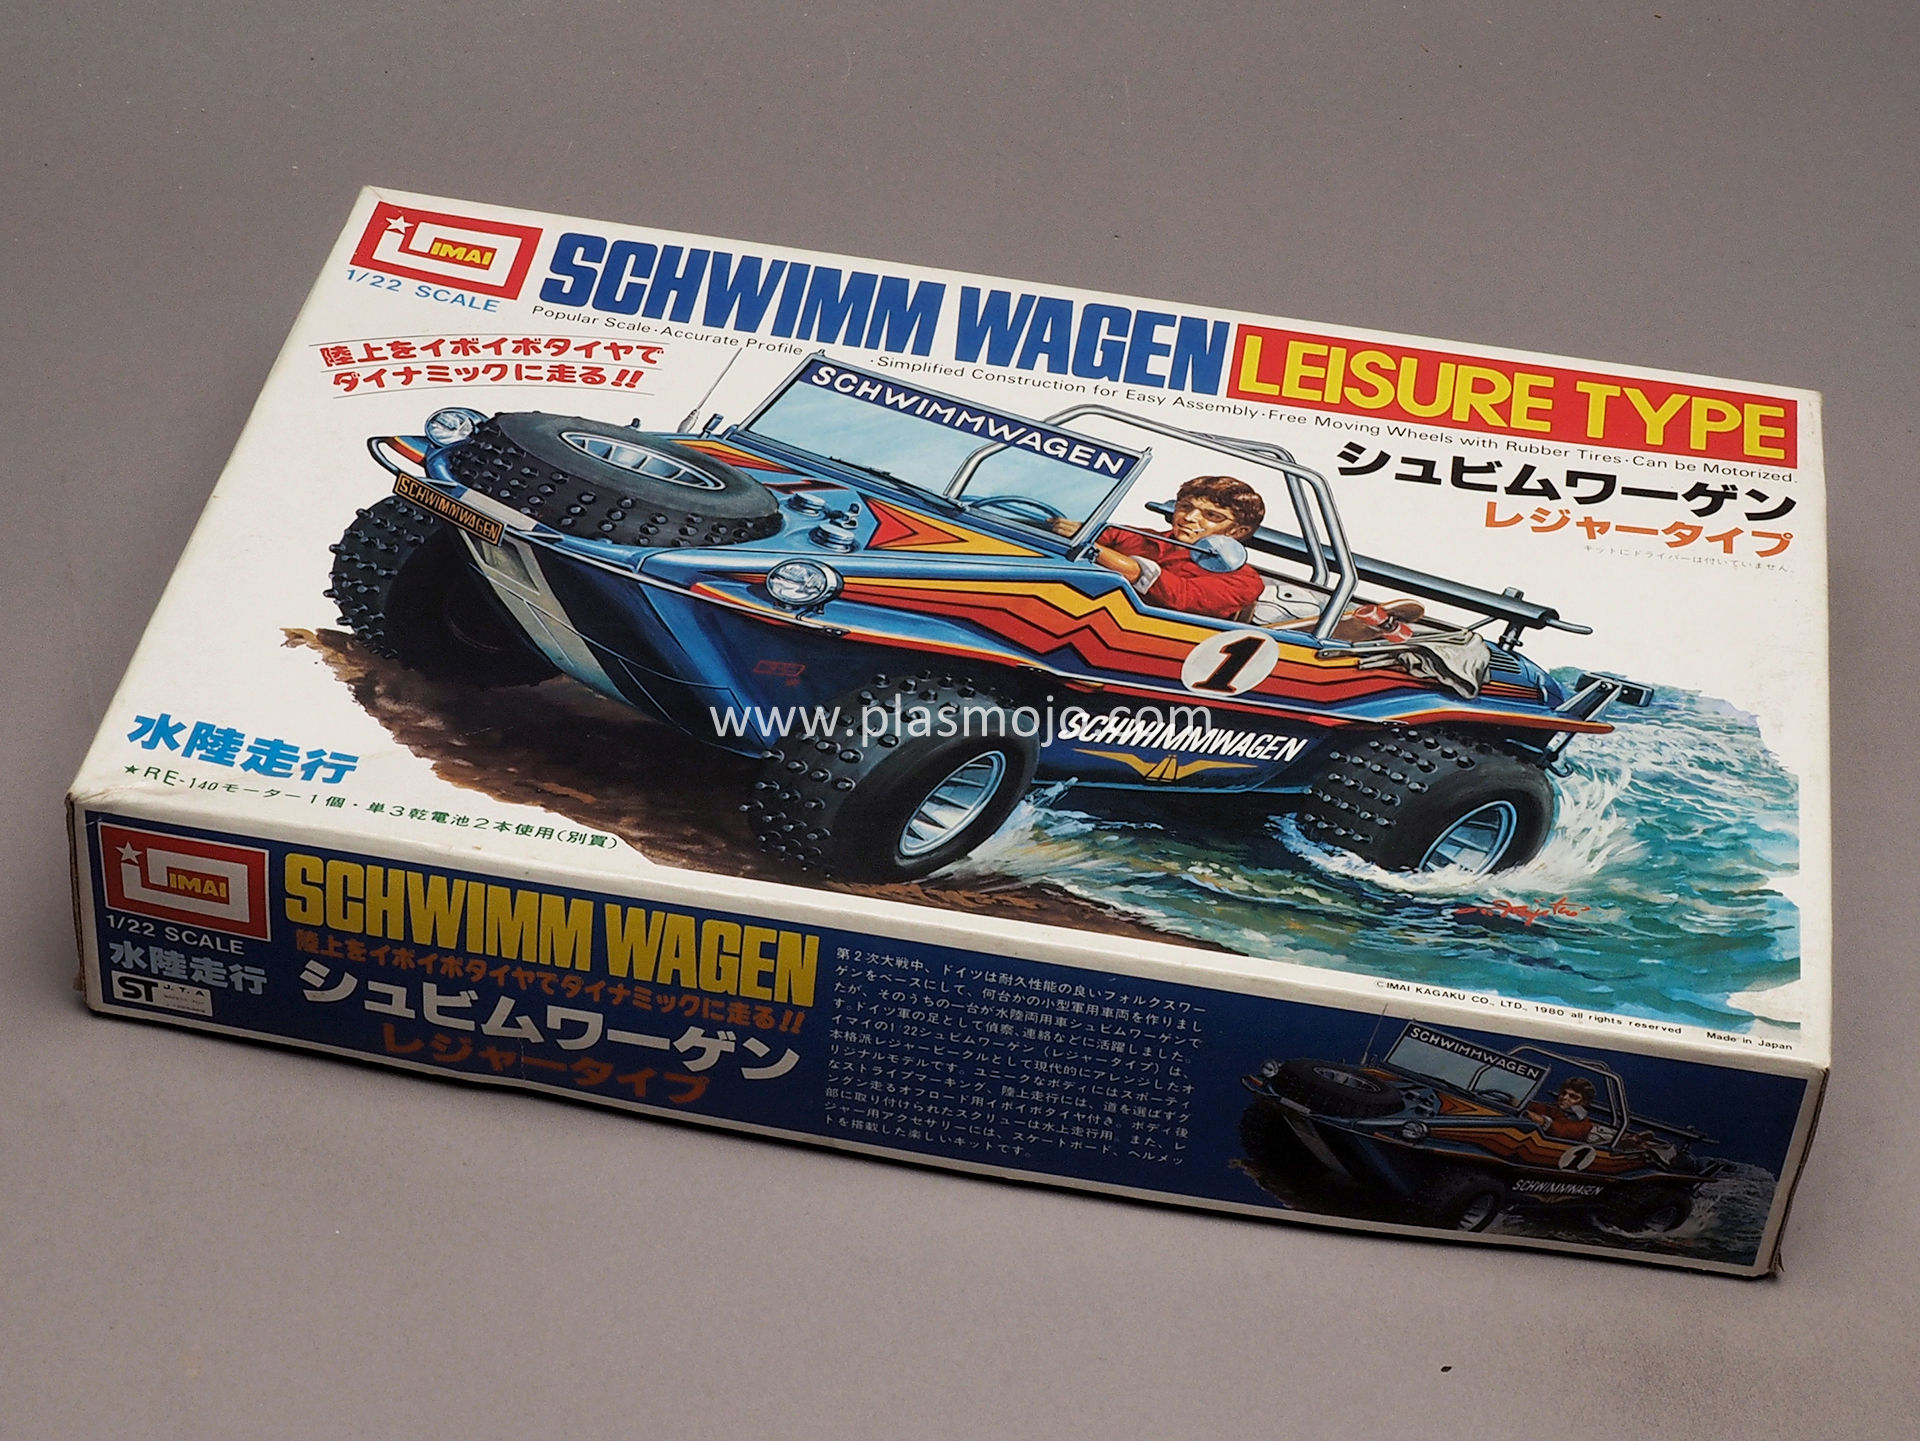 IMAI
1/22 SCALE
SCHWIMM WAGEN
LEISURE TYPE
Popular Scale·Accurate Profile ·Simplified Construction for Easy Assembly·Free Moving Wheels with Rubber Tires·Can be Motorized.
陸上をイボイボタイヤで
ダイナミックに走る!!
シュビムワーゲン
レジャータイプ
キットにドライバーは付いていません。
SCHWIMMWAGEN
SCHWIMMWAGEN
1
SCHWIMMWAGEN
www.plasmojo.com
水陸走行
★RE-140モーター1個·単3乾電池2本使用(別買)
©IMAI KAGAKU CO., LTD., 1980 all rights reserved
Made in Japan
IMAI
1/22 SCALE
水陸走行
ST
J.T.A
SCHWIMM WAGEN
陸上をイボイボタイヤでダイナミックに走る!!
シュビムワーゲン
レジャータイプ
第2次大戦中、ドイツは耐久性能の良いフォルクスワー
ゲンをベースにして、何台かの小型軍用車両を作りまし
たが、そのうちの一台が水陸両用車シュビムワーゲンで
す。ドイツ軍の足として偵察、連絡などに活躍しました。
イマイの1/22シュビムワーゲン(レジャータイプ)は、
本格派レジャービークルとして現代的にアレンジしたオ
リジナルモデルです。ユニークなボディにはスポーティ
なストライプマーキング、陸上走行には、道を選ばずグ
ングン走るオフロード用イボイボタイヤ付き。ボディ後
部に取り付けられたスクリューは水上走行用。また、レ
ジャー用アクセサリーには、スケートボード、ヘルメッ
トを搭載した楽しいキットです。
SCHWIMMWAGEN
1
SCHWIMMWAGEN